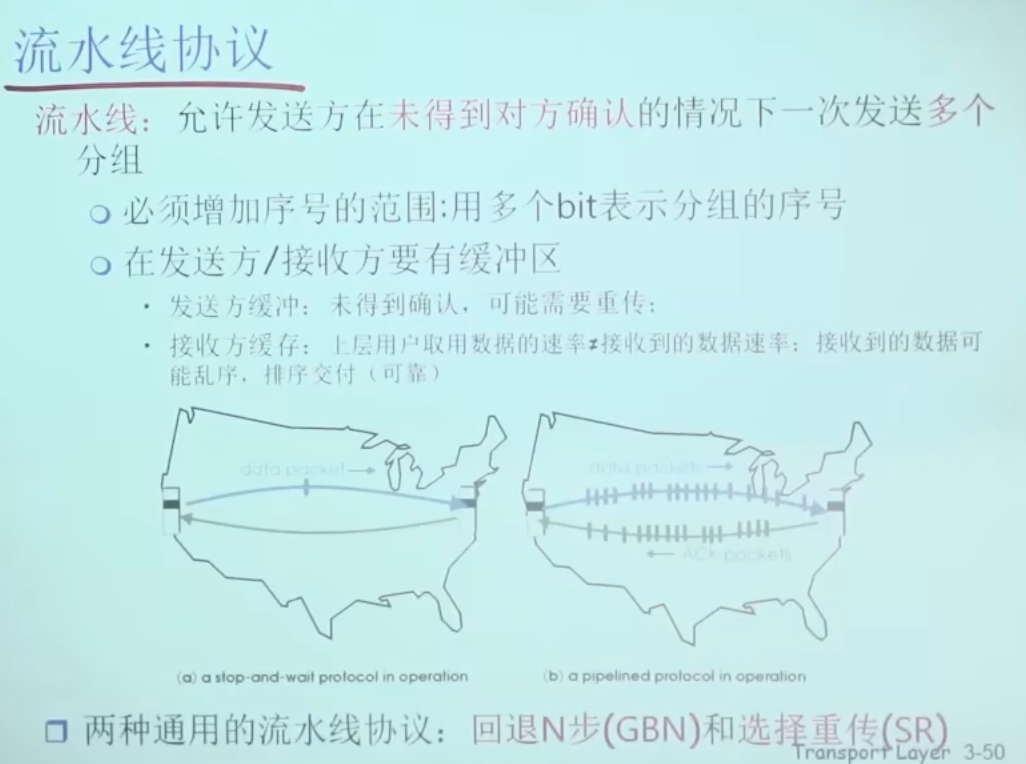 流水线协议
流水线：允许发送方在未得到对方确认的情况下一次发送多个
分组
必须增加序号的范围:用多个bit表示分组的序号
在发送方/接收方要有缓冲区
• 发送方缓冲：未得到确认，可能需要重传；
• 接收方缓存：上层用户取用数据的速率≠接收到的数据速率；接收到的数据可
能乱序，排序交付（可靠）
data packet
data packets
ACK packets
(a) a stop-and-wait protocol in operation
(b) a pipelined protocol in operation
两种通用的流水线协议：回退N步(GBN)和选择重传(SR)
Transport Layer 3-50